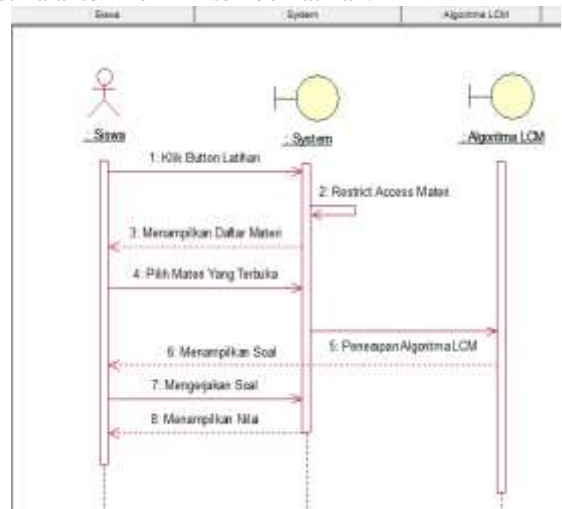 Siswa
System
Algoritma LCM
: Siswa
: System
: Algoritma LCM
1: Klik Button Latihan
2: Restrict Access Materi
3: Menampilkan Daftar Materi
4: Pilih Materi Yang Terbuka
5: Penerapan Algoritma LCM
6: Menampilkan Soal
7: Mengerjakan Soal
8: Menampilkan Nilai